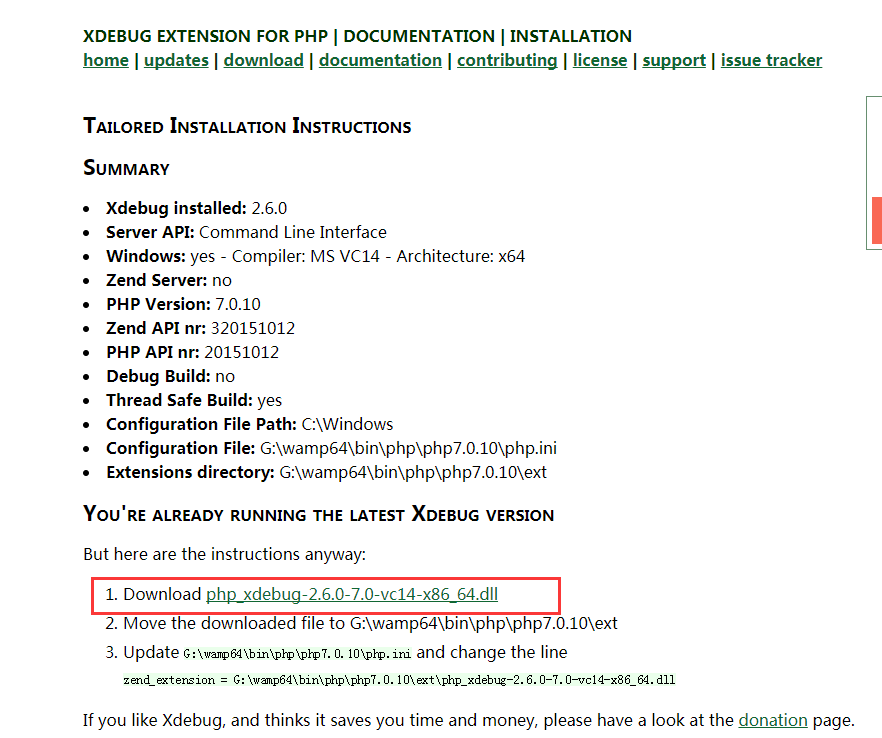 XDEBUG EXTENSION FOR PHP | DOCUMENTATION | INSTALLATION
home | updates | download | documentation | contributing | license | support | issue tracker
Tailored Installation Instructions
Summary
• Xdebug installed: 2.6.0
• Server API: Command Line Interface
• Windows: yes - Compiler: MS VC14 - Architecture: x64
• Zend Server: no
• PHP Version: 7.0.10
• Zend API nr: 320151012
• PHP API nr: 20151012
• Debug Build: no
• Thread Safe Build: yes
• Configuration File Path: C:\Windows
• Configuration File: G:\wamp64\bin\php\php7.0.10\php.ini
• Extensions directory: G:\wamp64\bin\php\php7.0.10\ext
You're already running the latest Xdebug version
But here are the instructions anyway:
1. Download php_xdebug-2.6.0-7.0-vc14-x86_64.dll
2. Move the downloaded file to G:\wamp64\bin\php\php7.0.10\ext
3. Update G:\wamp64\bin\php\php7.0.10\php.ini and change the line
zend_extension = G:\wamp64\bin\php\php7.0.10\ext\php_xdebug-2.6.0-7.0-vc14-x86_64.dll
If you like Xdebug, and thinks it saves you time and money, please have a look at the donation page.